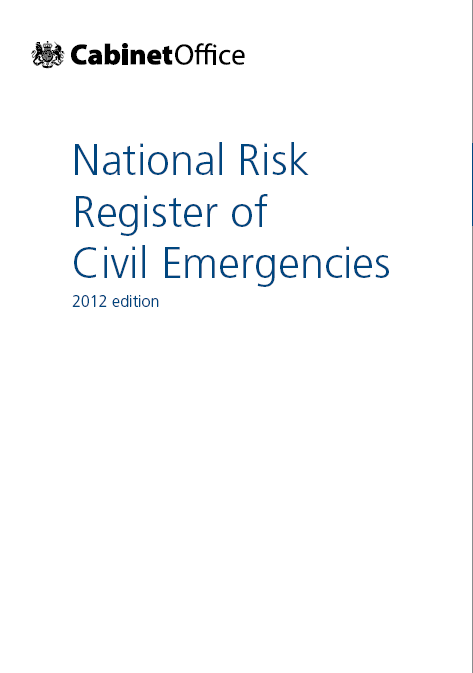 CabinetOffice
National Risk
Register of
Civil Emergencies
2012 edition